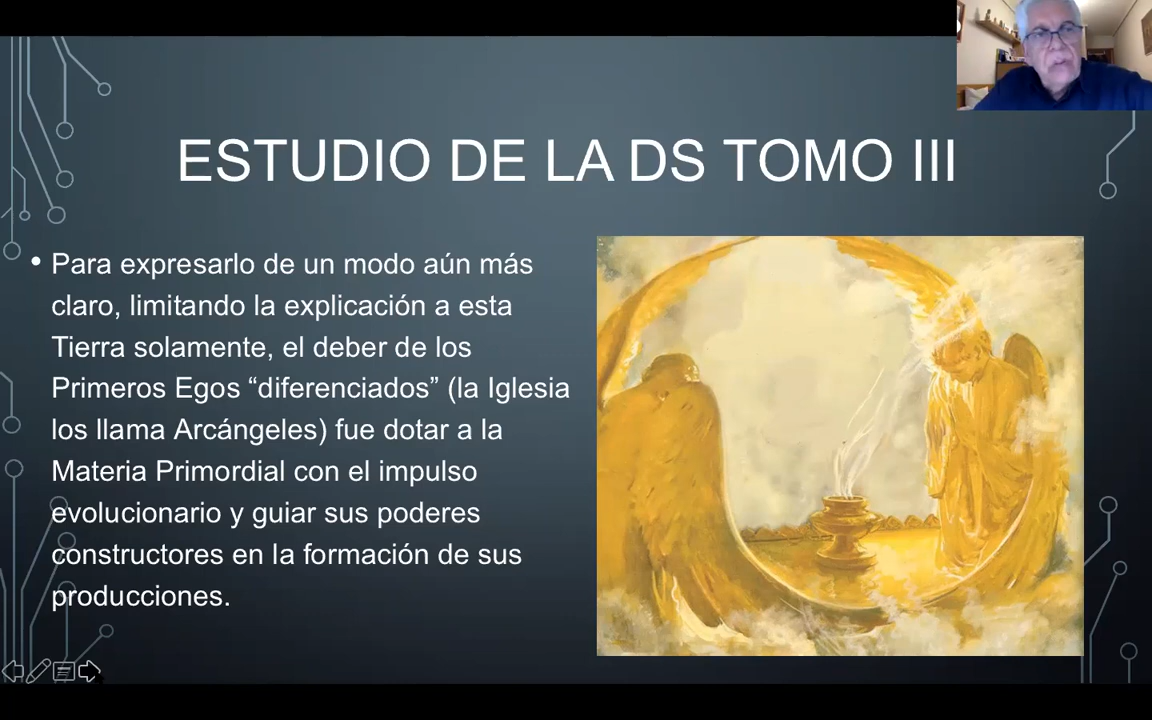 ESTUDIO DE LA DS TOMO III
• Para expresarlo de un modo aún más
claro, limitando la explicación a esta
Tierra solamente, el deber de los
Primeros Egos “diferenciados” (la Iglesia
los llama Arcángeles) fue dotar a la
Materia Primordial con el impulso
evolucionario y guiar sus poderes
constructores en la formación de sus
producciones.